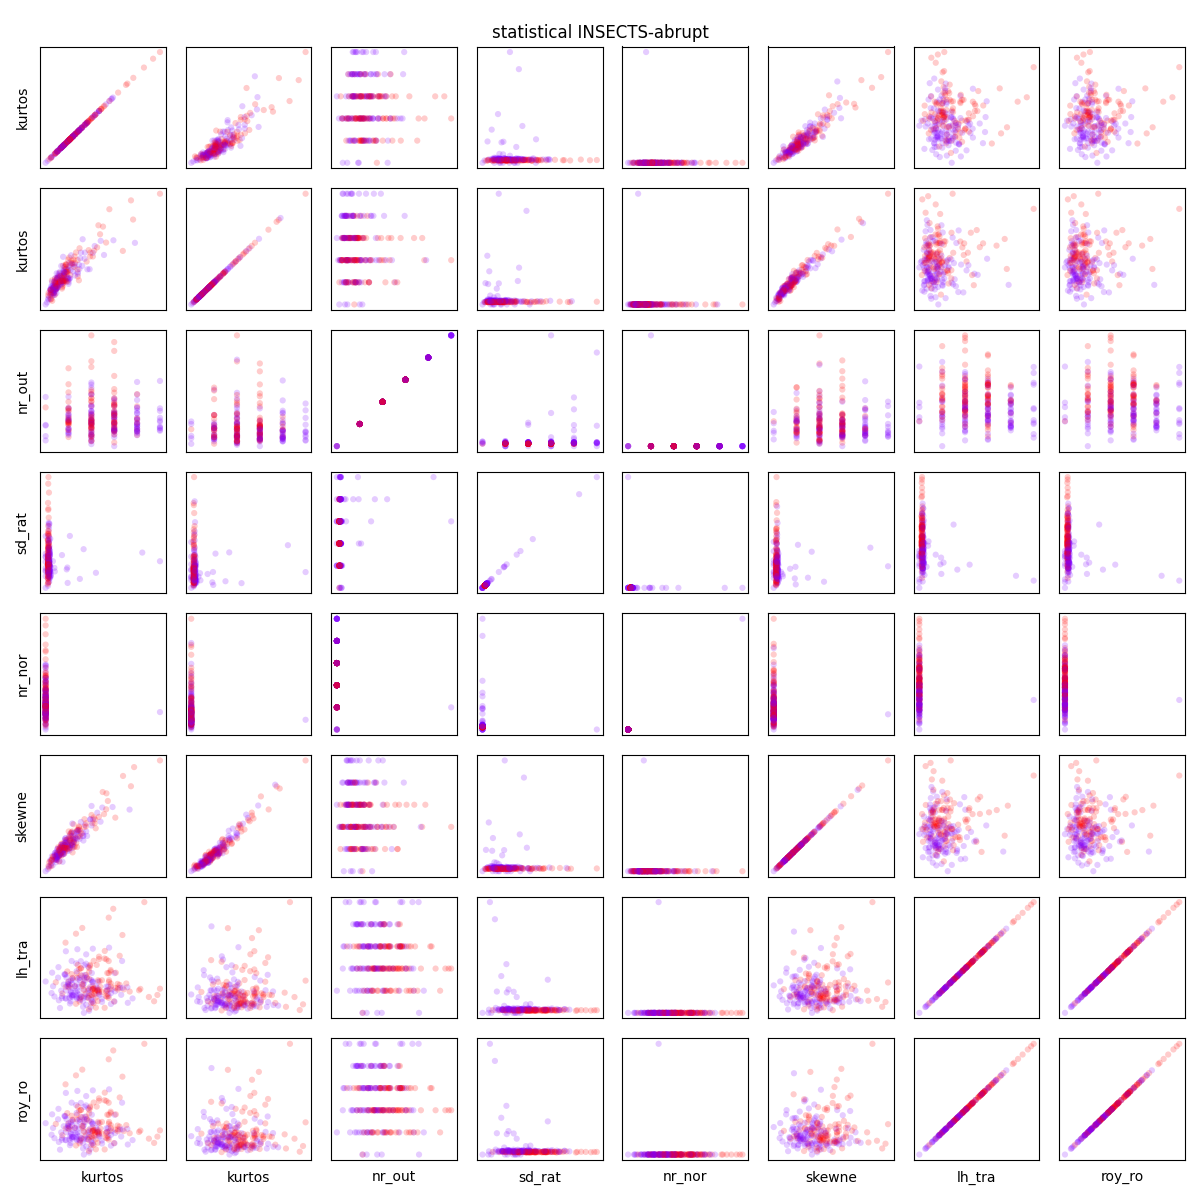 statistical INSECTS-abrupt
kurtos
kurtos
nr_out
sd_rat
nr_nor
skewne
lh_tra
roy_ro
kurtos kurtos nr_out sd_rat nr_nor skewne lh_tra roy_ro